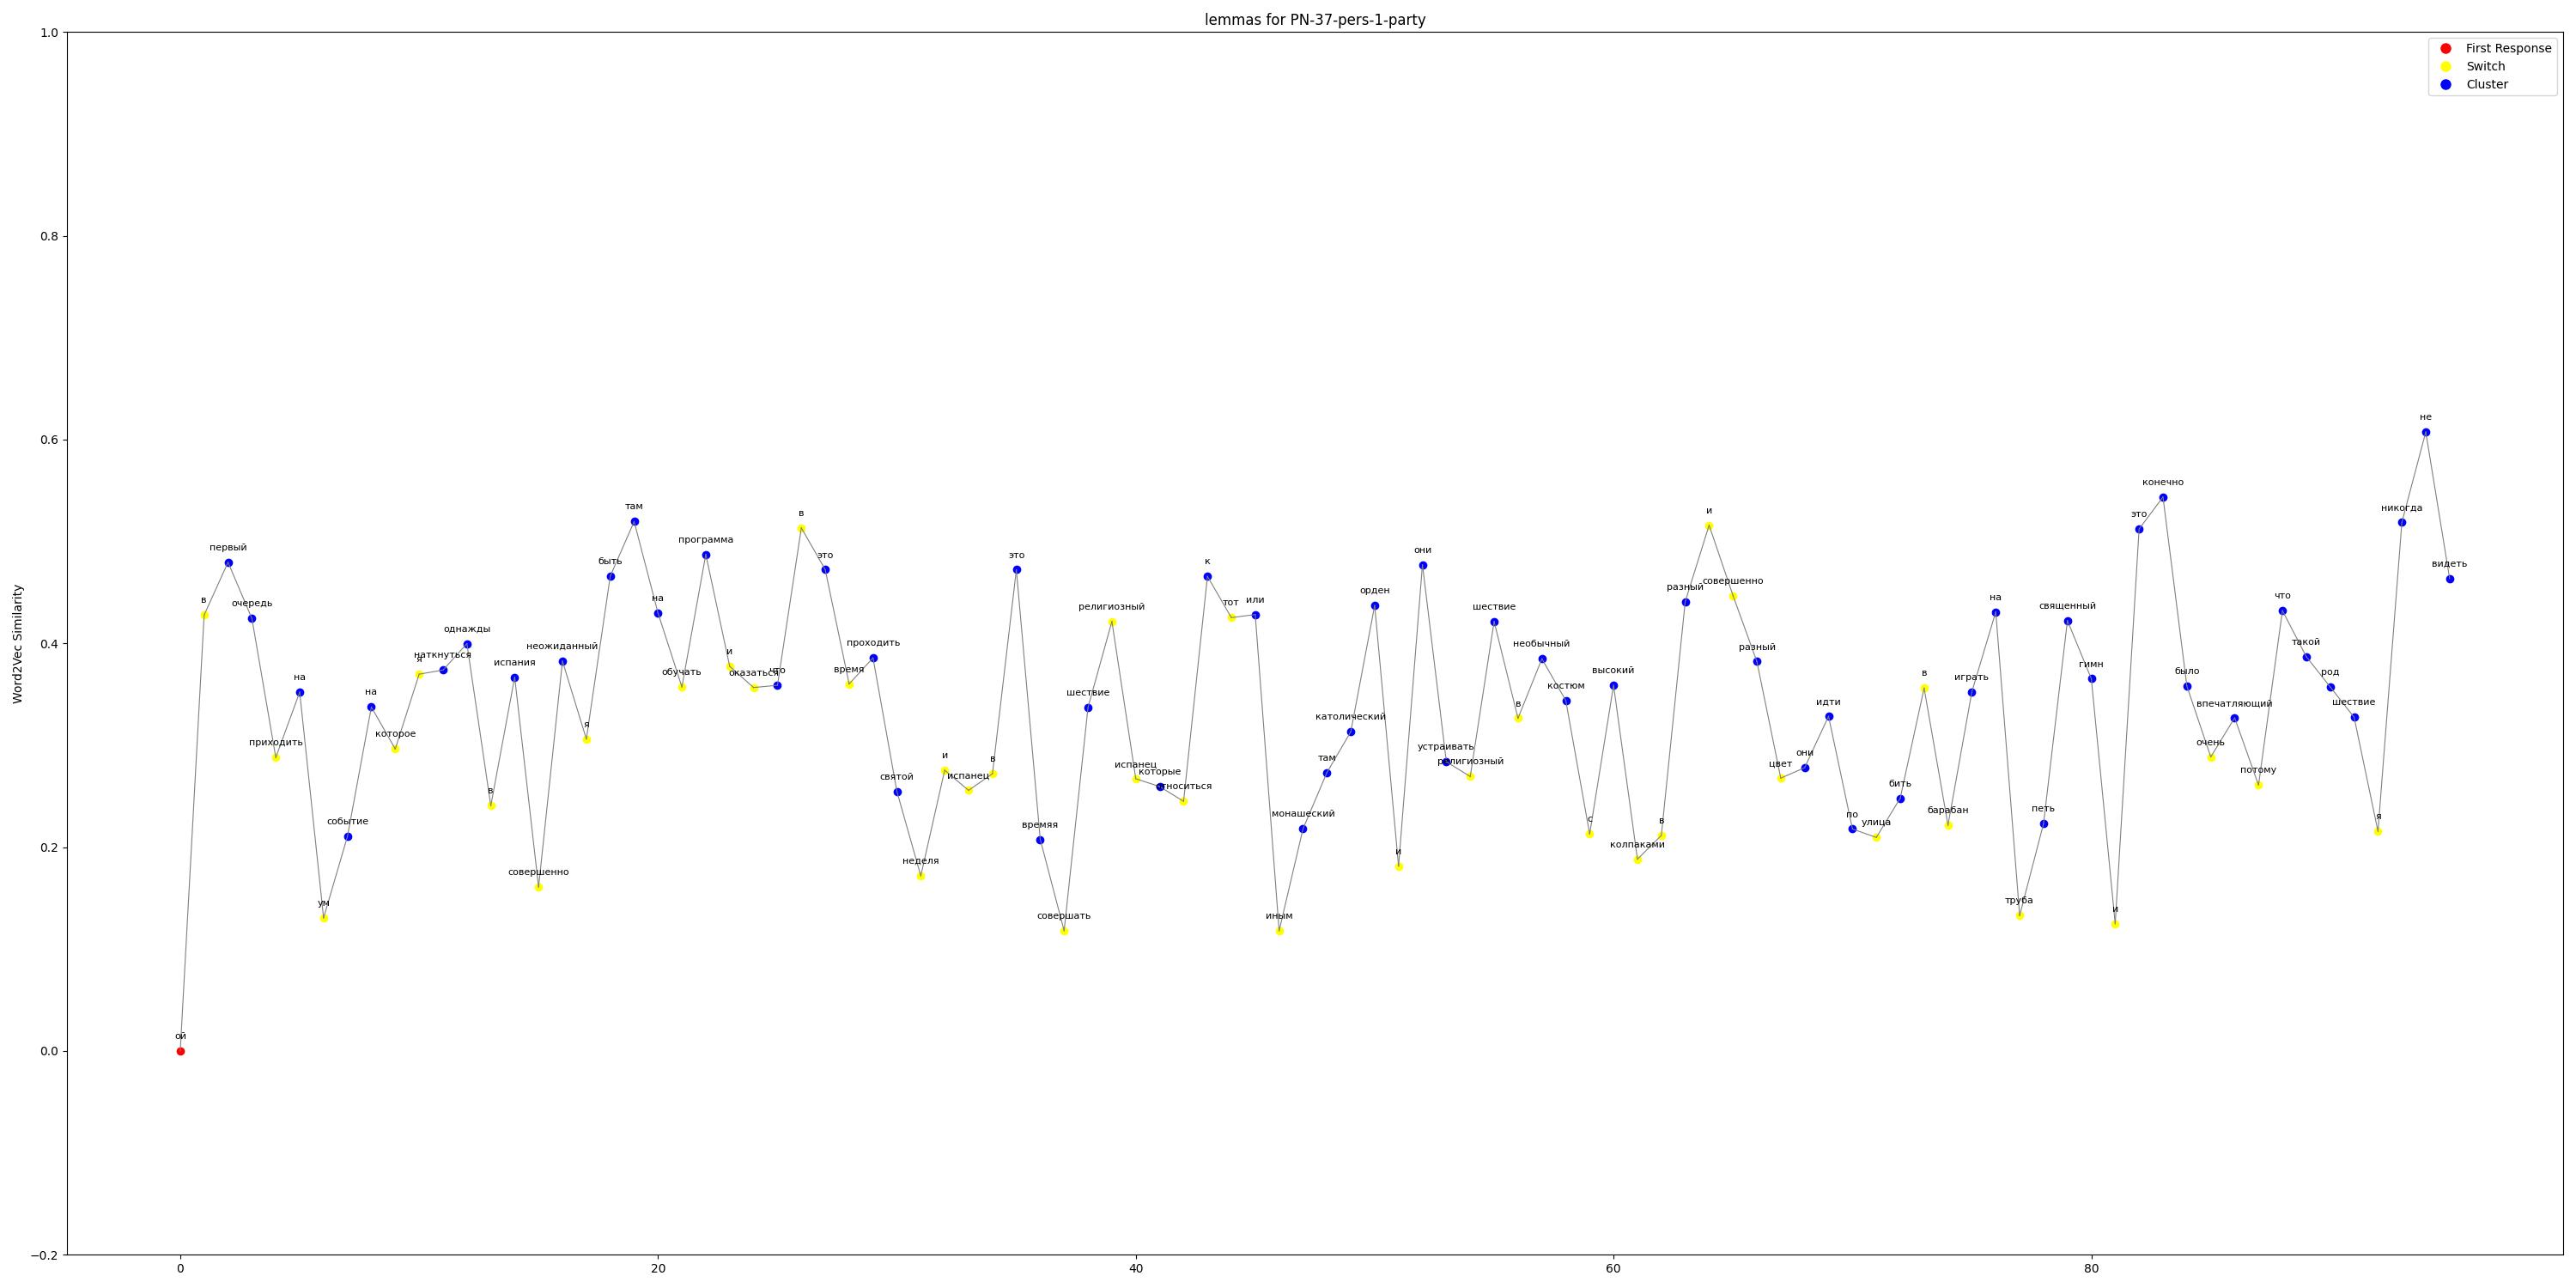 lemmas for PN-37-pers-1-party
First Response
Switch
Cluster
Word2Vec Similarity
1.0
0.8
0.6
0.4
0.2
0.0
−0.2
0
20
40
60
80
ой
в
первый
очередь
приходить
на
ум
событие
на
которое
я
наткнуться
однажды
в
испания
совершенно
неожиданный
я
быть
там
на
обучать
программа
и
оказаться
что
в
это
время
проходить
святой
неделя
и
испанец
в
это
времяя
совершать
шествие
религиозный
испанец
которые
относиться
к
тот
или
иным
монашеский
там
католический
орден
и
они
устраивать
религиозный
шествие
в
необычный
костюм
с
высокий
колпаками
в
разный
и
совершенно
разный
цвет
они
идти
по
улица
бить
в
барабан
играть
на
труба
петь
священный
гимн
и
это
конечно
было
очень
впечатляющий
потому
что
такой
род
шествие
я
никогда
не
видеть